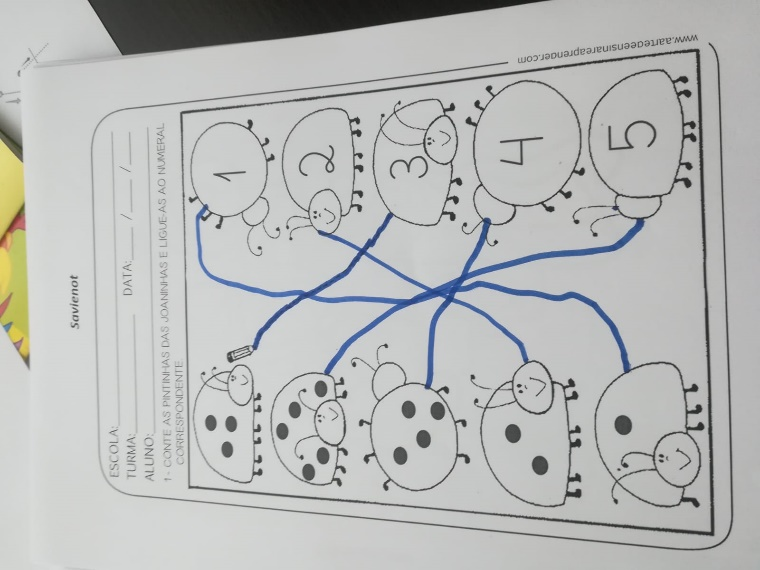 Savienot
ESCOLA:
TURMA: DATA: / /
ALUNO:
1- CONTE AS PINTINHAS DAS JOANINHAS E LIGUE-AS AO NUMERAL
CORRESPONDENTE.
1
2
3
4
5
www.aartedeensinareaprender.com